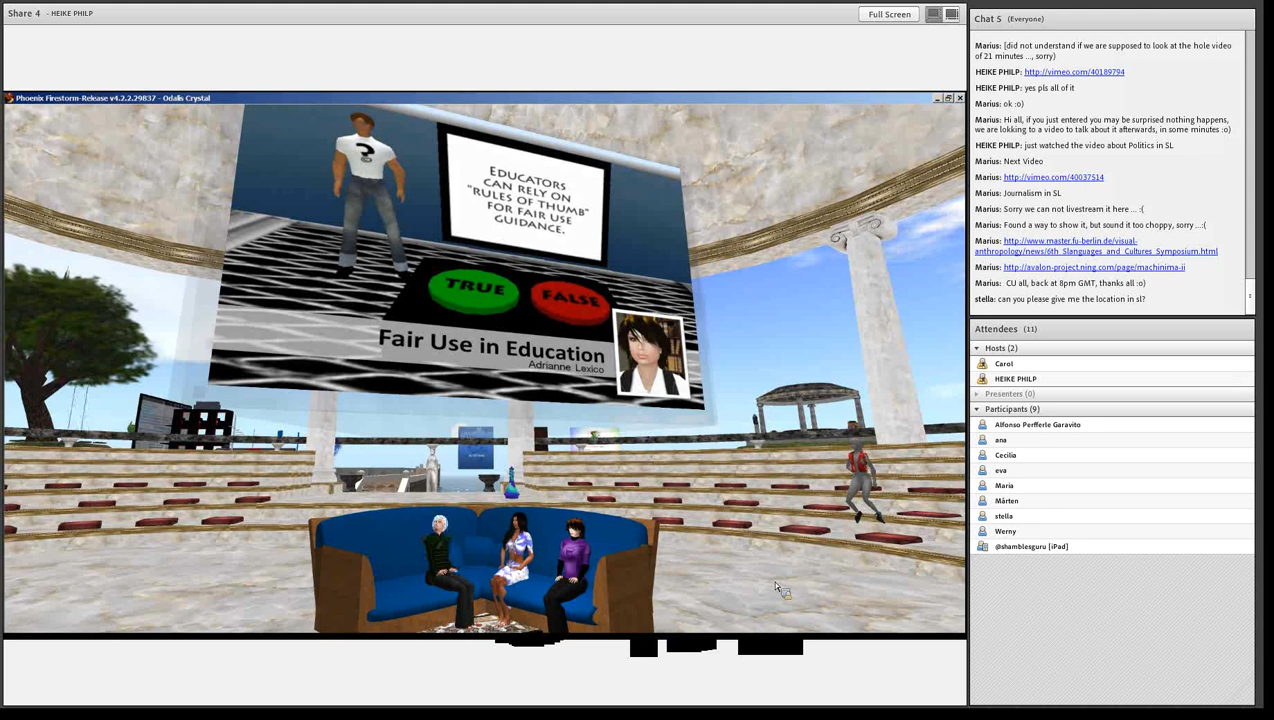 Share 4 - HEIKE PHILP
Full Screen
Phoenix Firestorm-Release v4.2.2.29837 - Odalis Crystal
?
EDUCATORS
CAN RELY ON
"RULES OF THUMB"
FOR FAIR USE
GUIDANCE.
TRUE
FALSE
Fair Use in Education
Adrianne Lexico
Chat 5 (Everyone)
Marius: [did not understand if we are supposed to look at the hole video
of 21 minutes ..., sorry)
HEIKE PHILP: http://vimeo.com/40189794
HEIKE PHILP: yes pls all of it
Marius: ok :o)
Marius: Hi all, if you just entered you may be surprised nothing happens,
we are lokking to a video to talk about it afterwards, in some minutes :o)
HEIKE PHILP: just watched the video about Politics in SL
Marius: Next Video
Marius: http://vimeo.com/40037514
Marius: Journalism in SL
Marius: Sorry we can not livestream it here ... :(
Marius: Found a way to show it, but sound it too choppy, sorry ...:(
Marius: http://www.master.fu-berlin.de/visual-
anthropology/news/6th_Slanguages_and_Cultures_Symposium.html
Marius: http://avalon-project.ning.com/page/machinima-ii
Marius: CU all, back at 8pm GMT, thanks all :o)
stella: can you please give me the location in sl?
Attendees (11)
Hosts (2)
Carol
HEIKE PHILP
Presenters (0)
Participants (9)
Alfonso Perfferle Garavito
ana
Cecilia
eva
Maria
Mårten
stella
Werny
@shamblesguru [iPad]